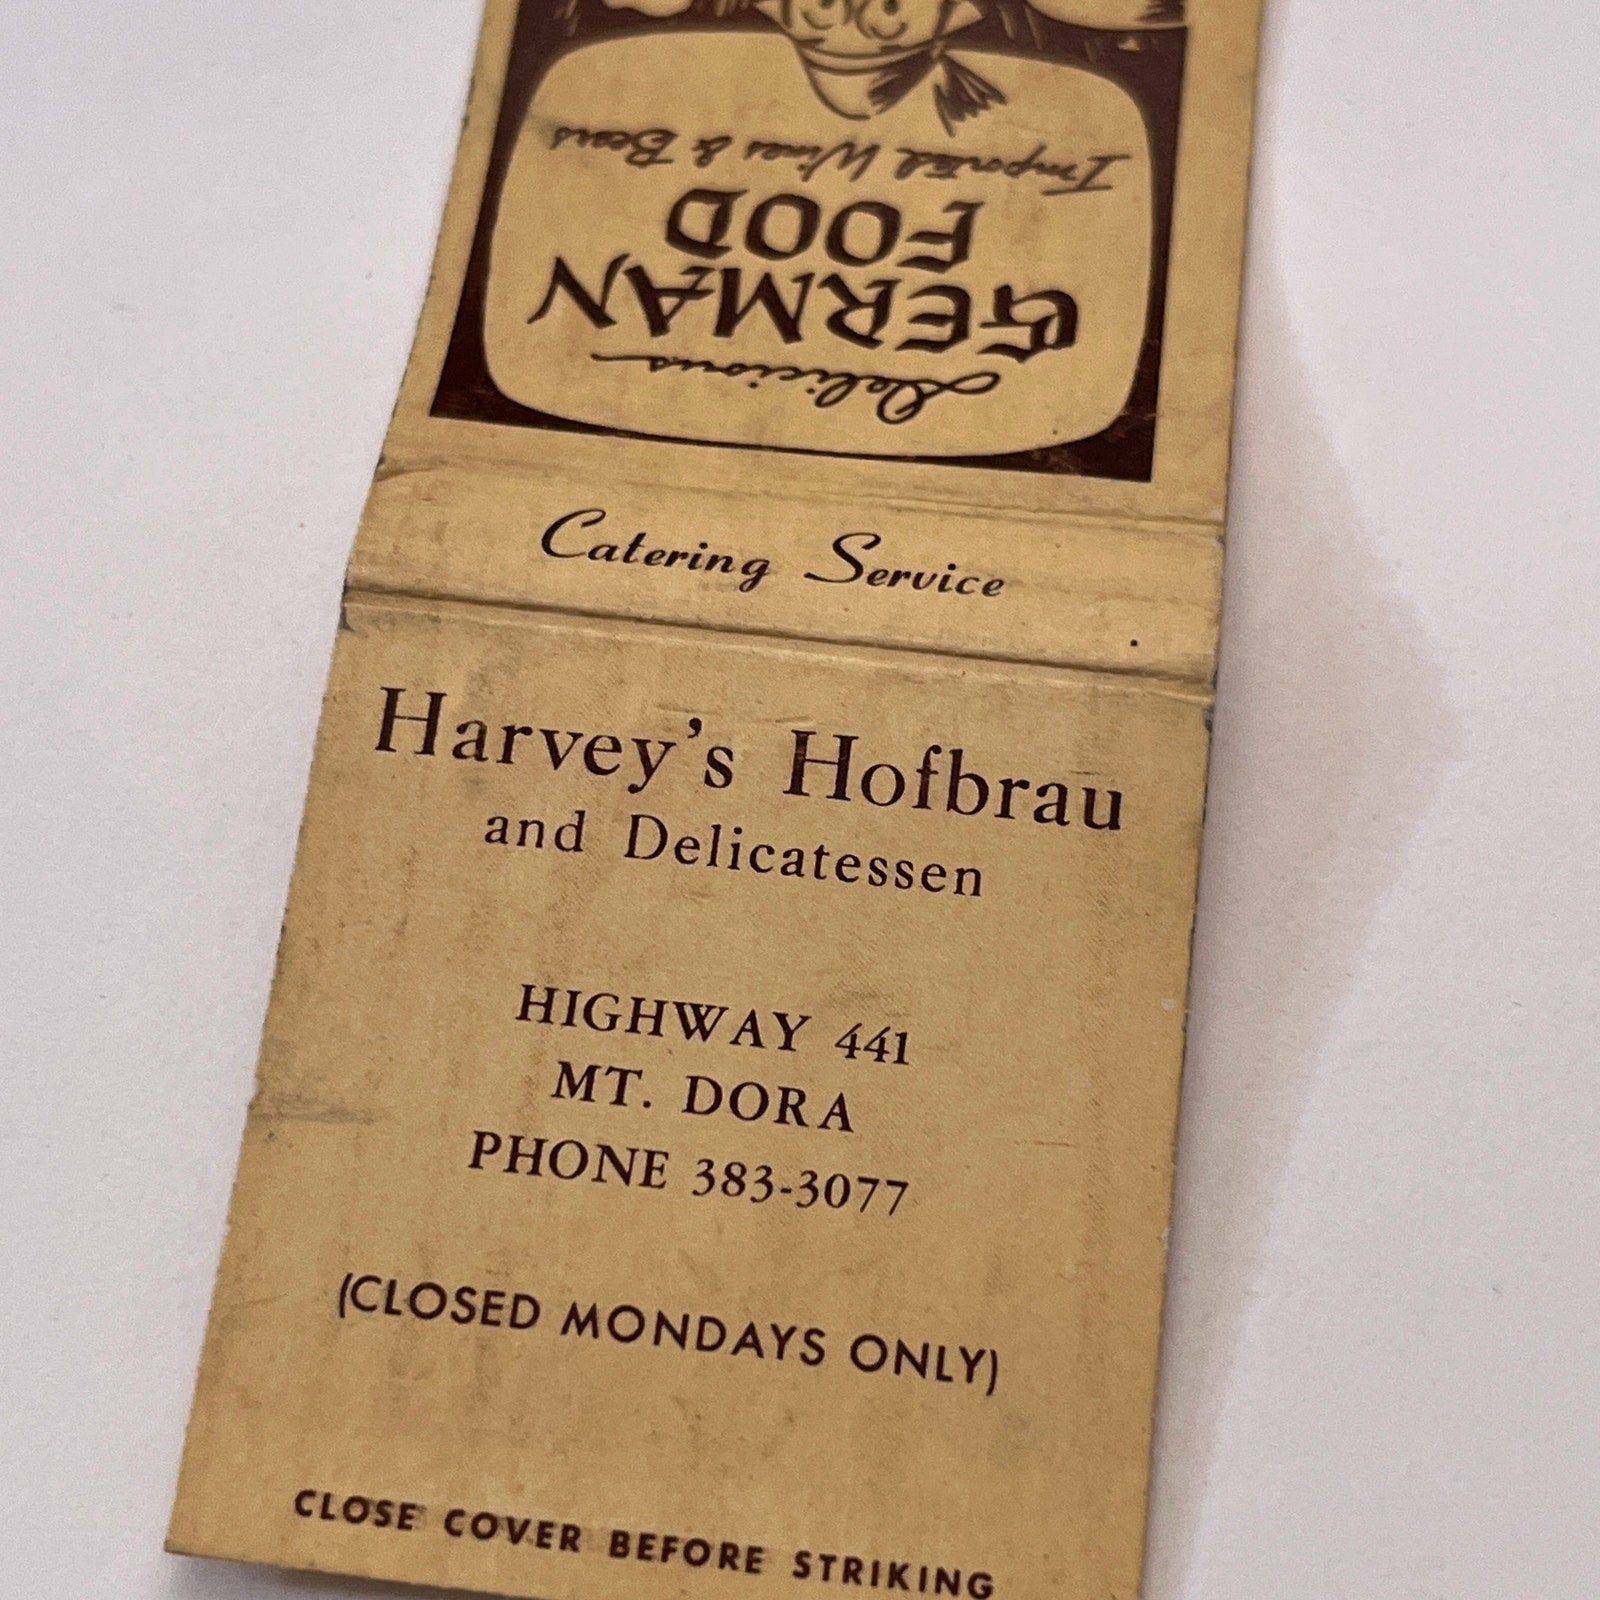 Delicious
GERMAN
FOOD
Imported Wines & Beers
Catering Service
Harvey's Hofbrau
and Delicatessen
HIGHWAY 441
MT. DORA
PHONE 383-3077
(CLOSED MONDAYS ONLY)
CLOSE COVER BEFORE STRIKING